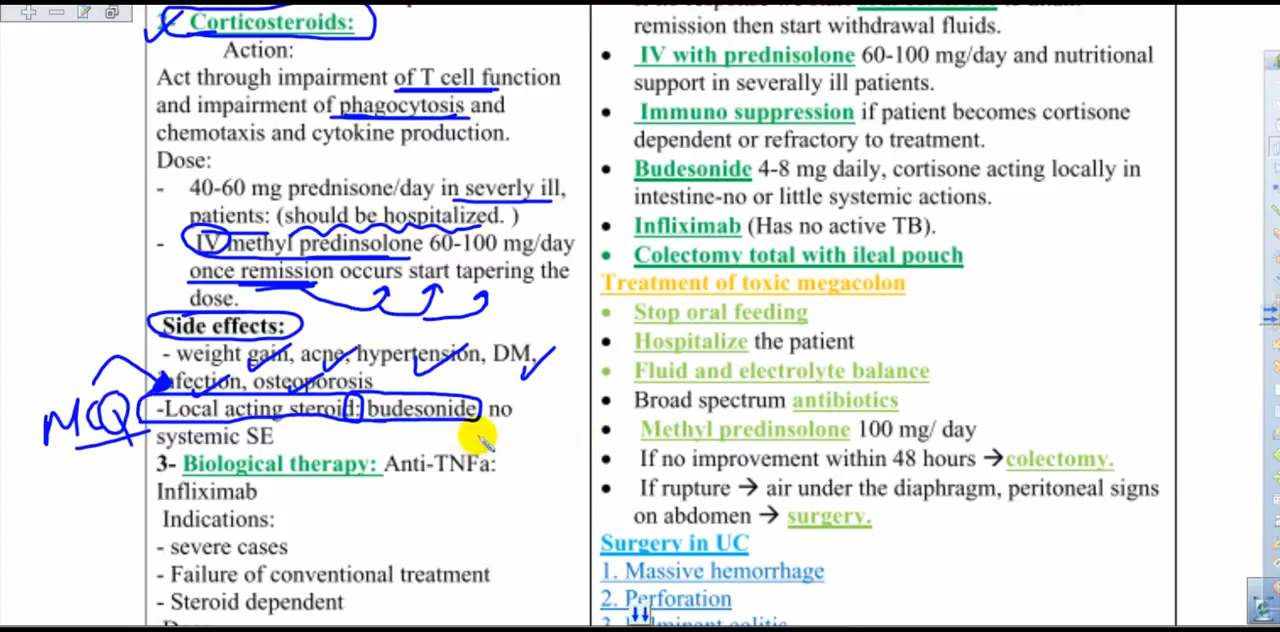 2- Corticosteroids:
Action:
Act through impairment of T cell function
and impairment of phagocytosis and
chemotaxis and cytokine production.
Dose:
- 40-60 mg prednisone/day in severly ill,
patients: (should be hospitalized. )
- IV methyl predinsolone 60-100 mg/day
once remission occurs start tapering the
dose.
Side effects:
- weight gain, acne, hypertension, DM,
infection, osteoporosis
MCQ
-Local acting steroid: budesonide no
systemic SE
3- Biological therapy: Anti-TNFa:
Infliximab
Indications:
- severe cases
- Failure of conventional treatment
- Steroid dependent
remission then start withdrawal fluids.
• IV with prednisolone 60-100 mg/day and nutritional
support in severally ill patients.
• Immuno suppression if patient becomes cortisone
dependent or refractory to treatment.
• Budesonide 4-8 mg daily, cortisone acting locally in
intestine-no or little systemic actions.
• Infliximab (Has no active TB).
• Colectomy total with ileal pouch
Treatment of toxic megacolon
• Stop oral feeding
• Hospitalize the patient
• Fluid and electrolyte balance
• Broad spectrum antibiotics
• Methyl predinsolone 100 mg/ day
• If no improvement within 48 hours → colectomy.
• If rupture → air under the diaphragm, peritoneal signs
on abdomen → surgery.
Surgery in UC
1. Massive hemorrhage
2. Perforation